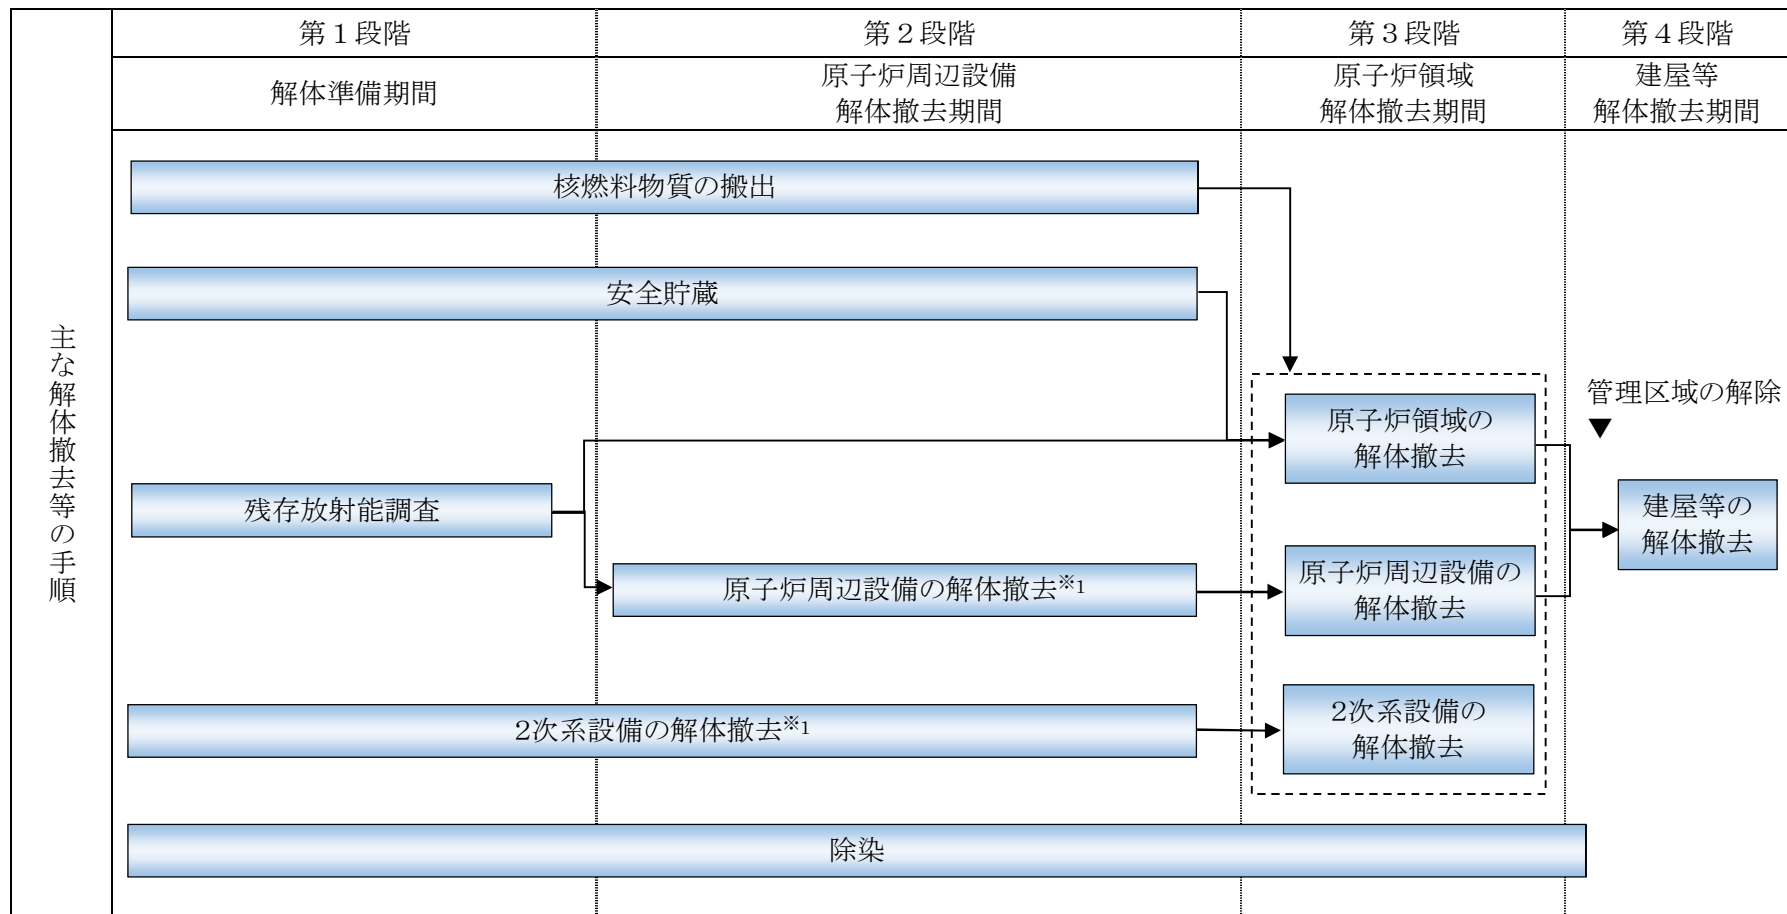 第１段階
第２段階
第３段階
第４段階
解体準備期間
原子炉周辺設備
解体撤去期間
原子炉領域
解体撤去期間
建屋等
解体撤去期間
主な解体撤去等の手順
核燃料物質の搬出
安全貯蔵
管理区域の解除
▼
原子炉領域の
解体撤去
残存放射能調査
建屋等の
解体撤去
原子炉周辺設備の解体撤去※1
原子炉周辺設備の
解体撤去
2次系設備の解体撤去※1
2次系設備の
解体撤去
除染